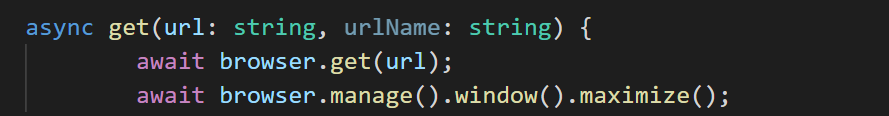 async get(url: string, urlName: string) {
await browser.get(url);
await browser.manage().window().maximize();